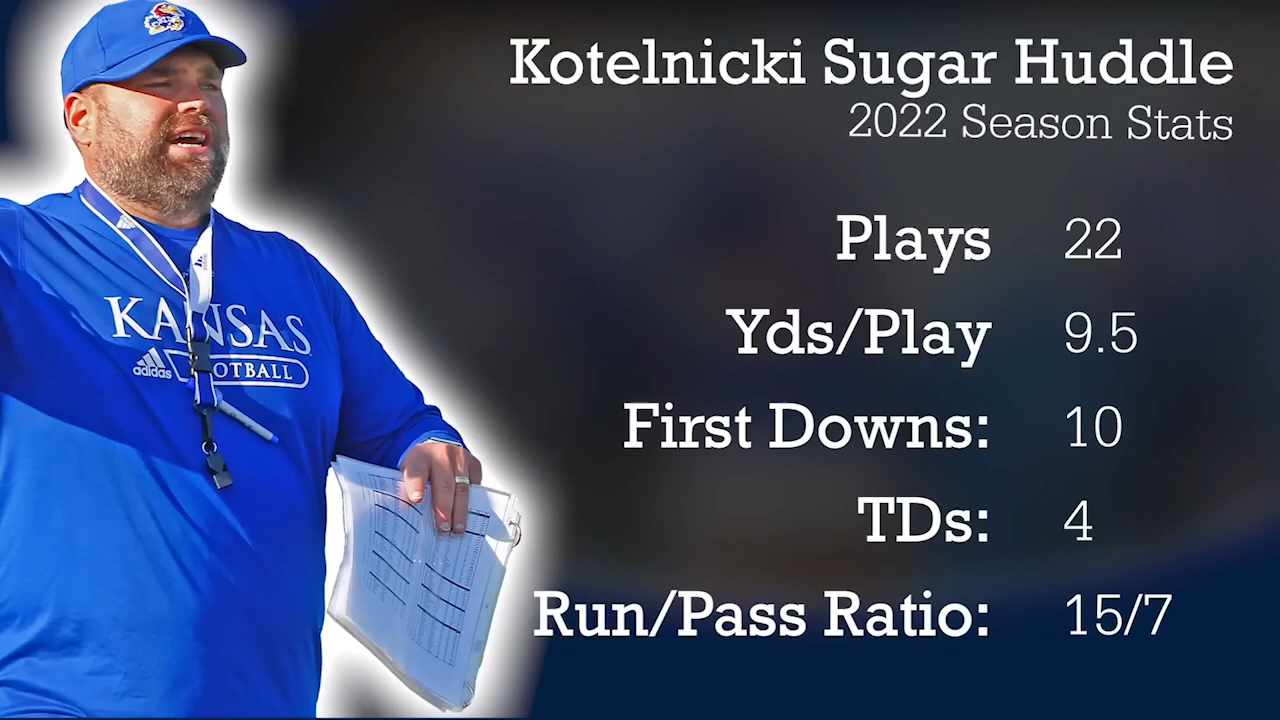 Kotelnicki Sugar Huddle
2022 Season Stats
Plays 22
Yds/Play 9.5
First Downs: 10
TDs: 4
Run/Pass Ratio: 15/7
KANSAS
adidas
OTBALL